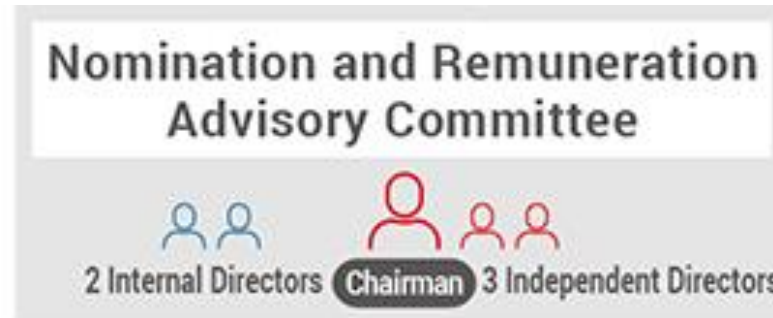 Nomination and Remuneration
Advisory Committee
2 Internal Directors Chairman 3 Independent Directors